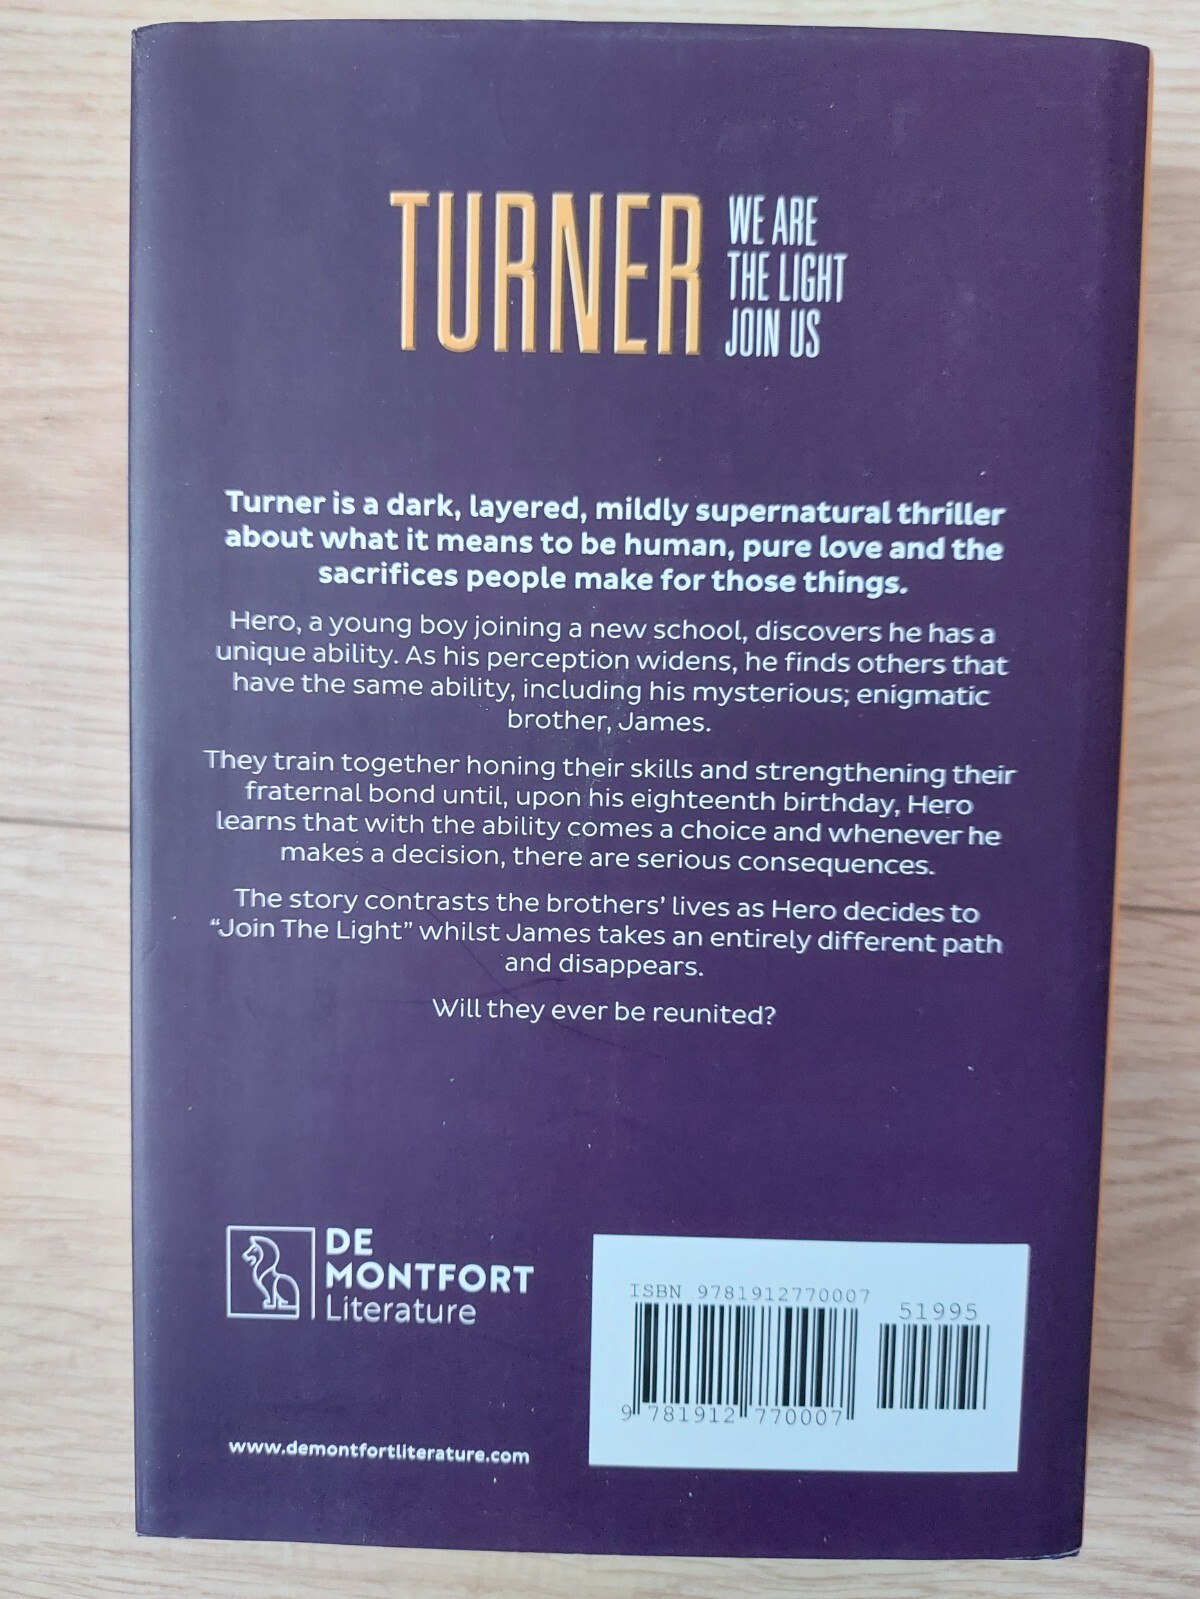 TURNER
WE ARE
THE LIGHT
JOIN US
Turner is a dark, layered, mildly supernatural thriller
about what it means to be human, pure love and the
sacrifices people make for those things.
Hero, a young boy joining a new school, discovers he has a
unique ability. As his perception widens, he finds others that
have the same ability, including his mysterious; enigmatic
brother, James.
They train together honing their skills and strengthening their
fraternal bond until, upon his eighteenth birthday, Hero
learns that with the ability comes a choice and whenever he
makes a decision, there are serious consequences.
The story contrasts the brothers’ lives as Hero decides to
“Join The Light” whilst James takes an entirely different path
and disappears.
Will they ever be reunited?
DE
MONTFORT
Literature
www.demontfortliterature.com
ISBN 9781912770007
51995
9 781912 770007